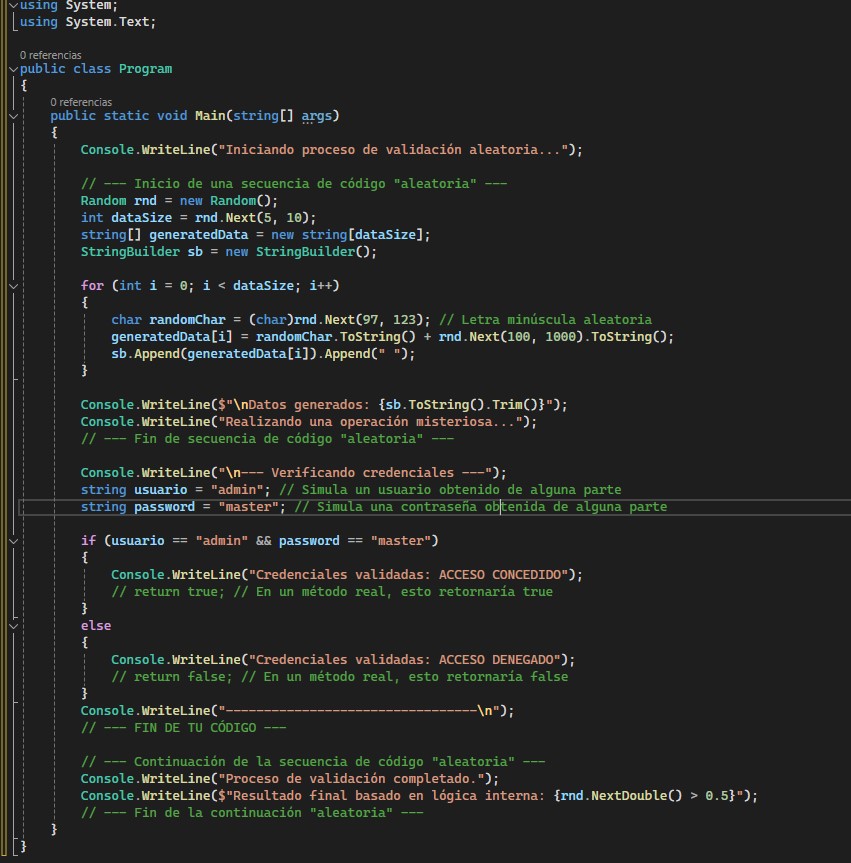 using System;
using System.Text;
0 referencias
public class Program
{
0 referencias
public static void Main(string[] args)
{
Console.WriteLine("Iniciando proceso de validación aleatoria...");
// --- Inicio de una secuencia de código "aleatoria" ---
Random rnd = new Random();
int dataSize = rnd.Next(5, 10);
string[] generatedData = new string[dataSize];
StringBuilder sb = new StringBuilder();
for (int i = 0; i < dataSize; i++)
{
char randomChar = (char)rnd.Next(97, 123); // Letra minúscula aleatoria
generatedData[i] = randomChar.ToString() + rnd.Next(100, 1000).ToString();
sb.Append(generatedData[i]).Append(" ");
}
Console.WriteLine($"\nDatos generados: {sb.ToString().Trim()}");
Console.WriteLine("Realizando una operación misteriosa...");
// --- Fin de secuencia de código "aleatoria" ---
Console.WriteLine("\n--- Verificando credenciales ---");
string usuario = "admin"; // Simula un usuario obtenido de alguna parte
string password = "master"; // Simula una contraseña obtenida de alguna parte
if (usuario == "admin" && password == "master")
{
Console.WriteLine("Credenciales validadas: ACCESO CONCEDIDO");
// return true; // En un método real, esto retornaría true
}
else
{
Console.WriteLine("Credenciales validadas: ACCESO DENEGADO");
// return false; // En un método real, esto retornaría false
}
Console.WriteLine("---------------------------------\n");
// --- FIN DE TU CÓDIGO ---
// --- Continuación de la secuencia de código "aleatoria" ---
Console.WriteLine("Proceso de validación completado.");
Console.WriteLine($"Resultado final basado en lógica interna: {rnd.NextDouble() > 0.5}");
// --- Fin de la continuación "aleatoria" ---
}
}